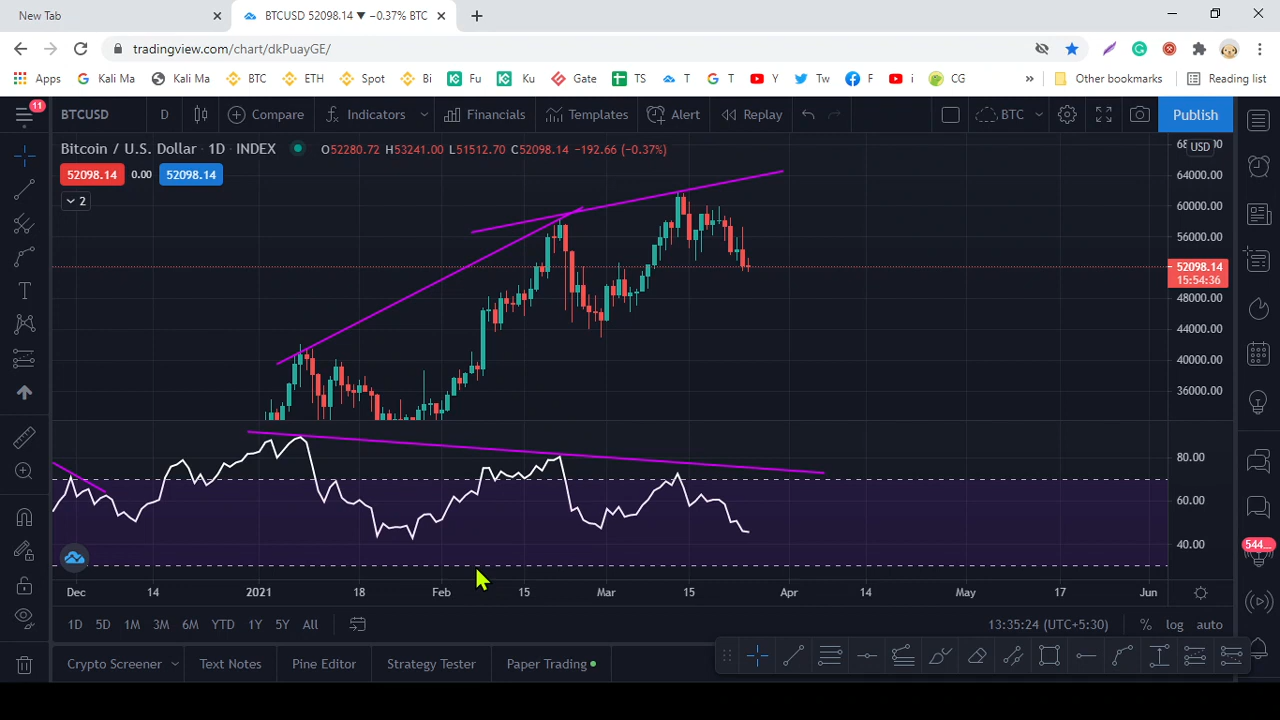 New Tab
BTCUSD 52098.14 ▼ −0.37% BTC
tradingview.com/chart/dkPuayGE/
Apps Kali Ma Kali Ma BTC ETH Spot Bi Fu Ku Gate TS T T Y Tw F i CG » Other bookmarks Reading list
11 BTCUSD D Compare Indicators Financials Templates Alert Replay BTC Publish
Bitcoin / U.S. Dollar · 1D · INDEX O52280.72 H53241.00 L51512.70 C52098.14 −192.66 (−0.37%)
USD
52098.14 0.00 52098.14
2
64000.00
60000.00
56000.00
52098.14
15:54:36
48000.00
44000.00
40000.00
36000.00
80.00
60.00
40.00
544...
Dec 14 2021 18 Feb 15 Mar 15 Apr 14 May 17 Jun
1D 5D 1M 3M 6M YTD 1Y 5Y All 13:35:24 (UTC+5:30) % log auto
Crypto Screener Text Notes Pine Editor Strategy Tester Paper Trading